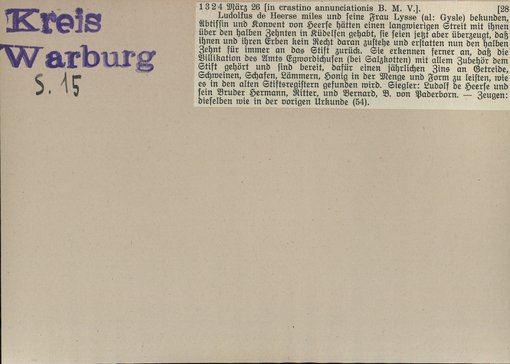 Kreis
Warburg
S. 15
1324 März 26 [in crastino annunciationis B. M. V.]. [28
Ludolfus de Heerse miles und seine Frau Lysse (al: Gysle) bekunden,
Äbtissin und Konvent von Heerse hätten einen langwierigen Streit mit ihnen
über den halben Zehnten in Rüdelsen gehabt, sie seien jetzt aber überzeugt, daß
ihnen und ihren Erben kein Recht daran zustehe und erstatten nun den halben
Zehnt für immer an das Stift zurück. Sie erkennen ferner an, daß die
Villikation des Amts Egwordihusen (bei Salzkotten) mit allem Zubehör dem
Stift gehört und sind bereit, dafür einen jährlichen Zins an Getreide,
Schweinen, Schafen, Lämmern, Honig in der Menge und Form zu leisten, wie
es in den alten Stiftsregistern gefunden wird. Siegler: Ludolf de Heerse und
sein Bruder Hermann, Ritter, und Bernard, B. von Paderborn. — Zeugen:
dieselben wie in der vorigen Urkunde (54).